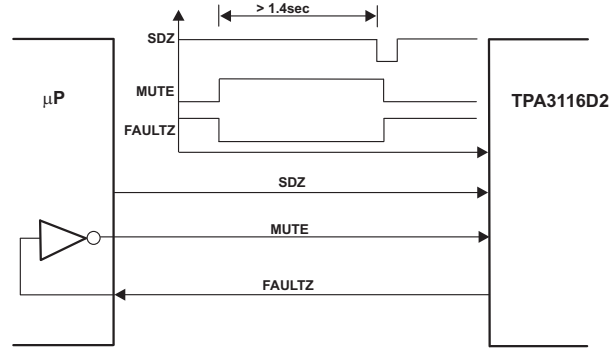 > 1.4sec
SDZ
MUTE
FAULTZ
μP
TPA3116D2
SDZ
MUTE
FAULTZ